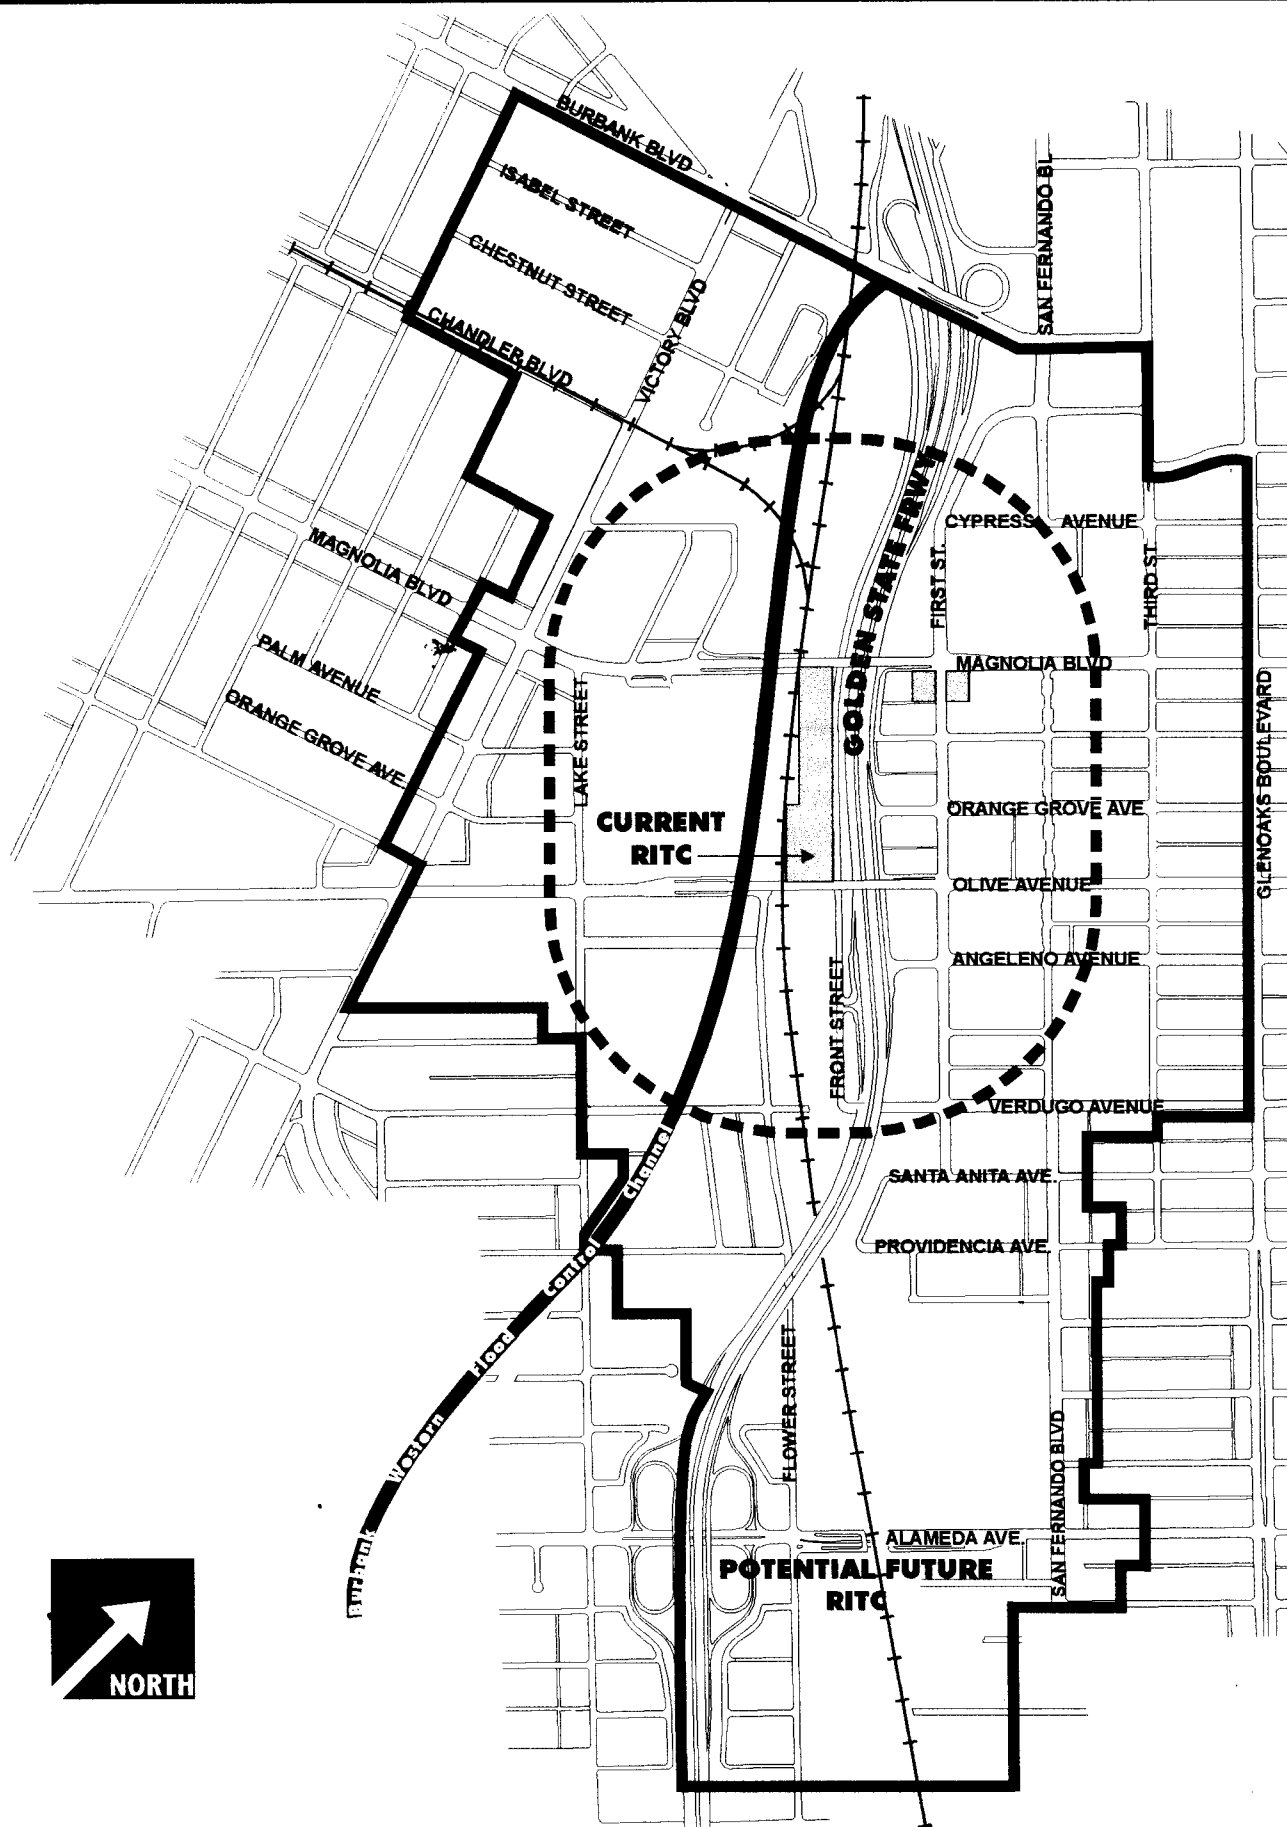 BURBANK BLVD
ISABEL STREET
CHESTNUT STREET
CHANDLER BLVD
VICTORY BLVD
SAN FERNANDO BL
GOLDEN STATE FRWY
CYPRESS AVENUE
FIRST ST.
THIRD ST.
MAGNOLIA BLVD
PALM AVENUE
ORANGE GROVE AVE.
MAGNOLIA BLVD
LAKE STREET
GLENOAKS BOULEVARD
CURRENT
RITC
ORANGE GROVE AVE
OLIVE AVENUE
ANGELENO AVENUE
FRONT STREET
VERDUGO AVENUE
SANTA ANITA AVE.
PROVIDENCIA AVE.
Burbank Western Flood Control Channel
FLOWER STREET
SAN FERNANDO BLVD
ALAMEDA AVE.
POTENTIAL FUTURE
RITC
NORTH